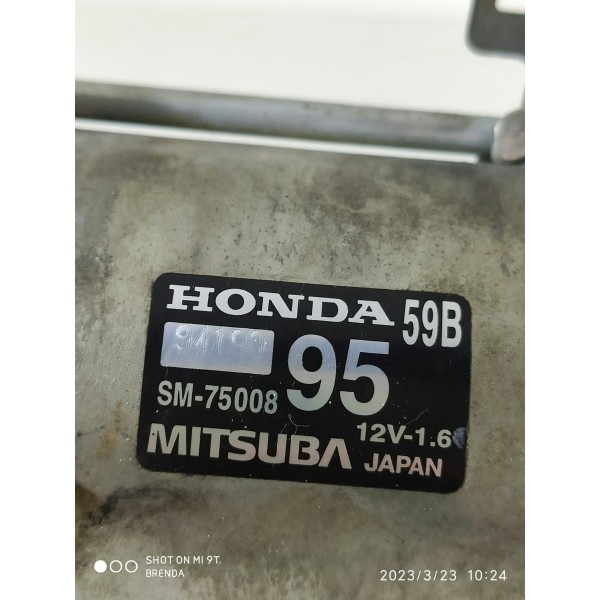 HONDA 59B
95
SM-75008
12V-1.6
MITSUBA JAPAN
SHOT ON MI 9T
BRENDA
2023/3/23 10:24